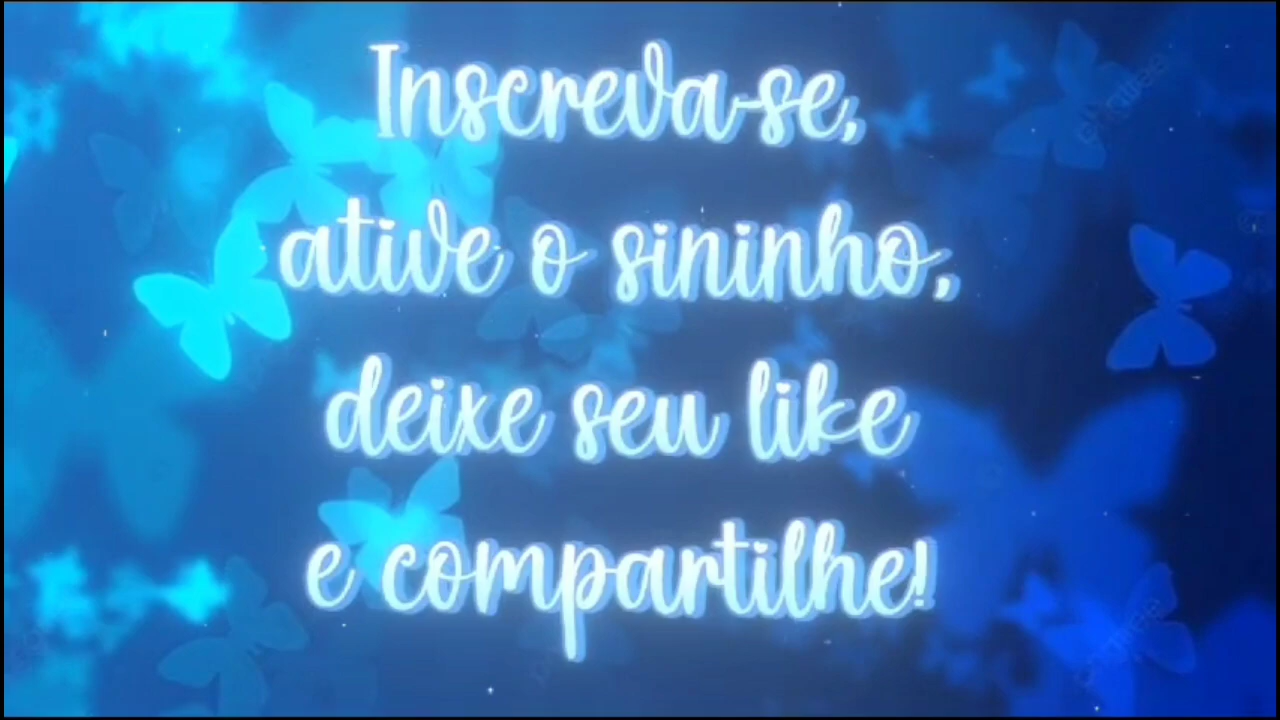 Inscreva-se,
ative o sininho,
deixe seu like
e compartilhe!